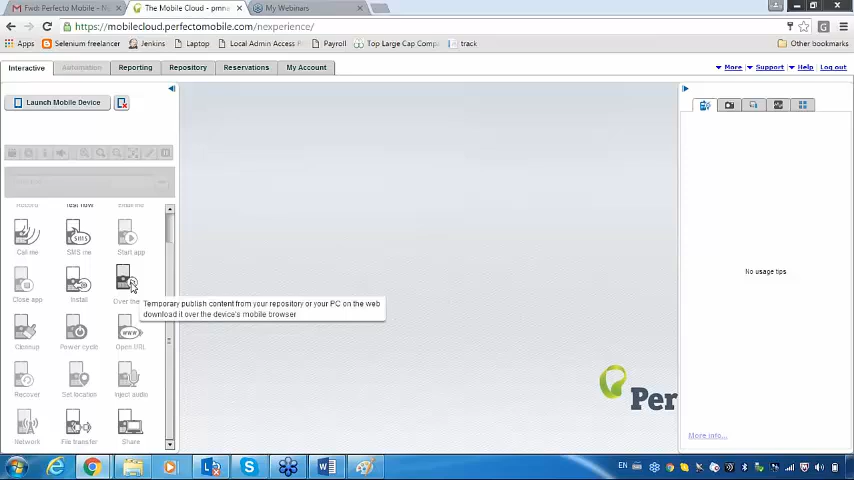 Fwd: Perfecto Mobile - N
The Mobile Cloud - pmn
My Webinars
https://mobilecloud.perfectomobile.com/nexperience/
Apps
Selenium freelancer
Jenkins
Laptop
Local Admin Access
Payroll
Top Large Cap Comp
track
Other bookmarks
Interactive
Automation
Reporting
Repository
Reservations
My Account
More
Support
Help
Log out
Launch Mobile Device
Record
Test now
Email me
Call me
SMS me
Start app
Close app
Install
Over the
Temporary publish content from your repository or your PC on the web
download it over the device's mobile browser
No usage tips
Cleanup
Power cycle
Open URL
Recover
Set location
Inject audio
Per
Network
File transfer
Share
More info...
EN